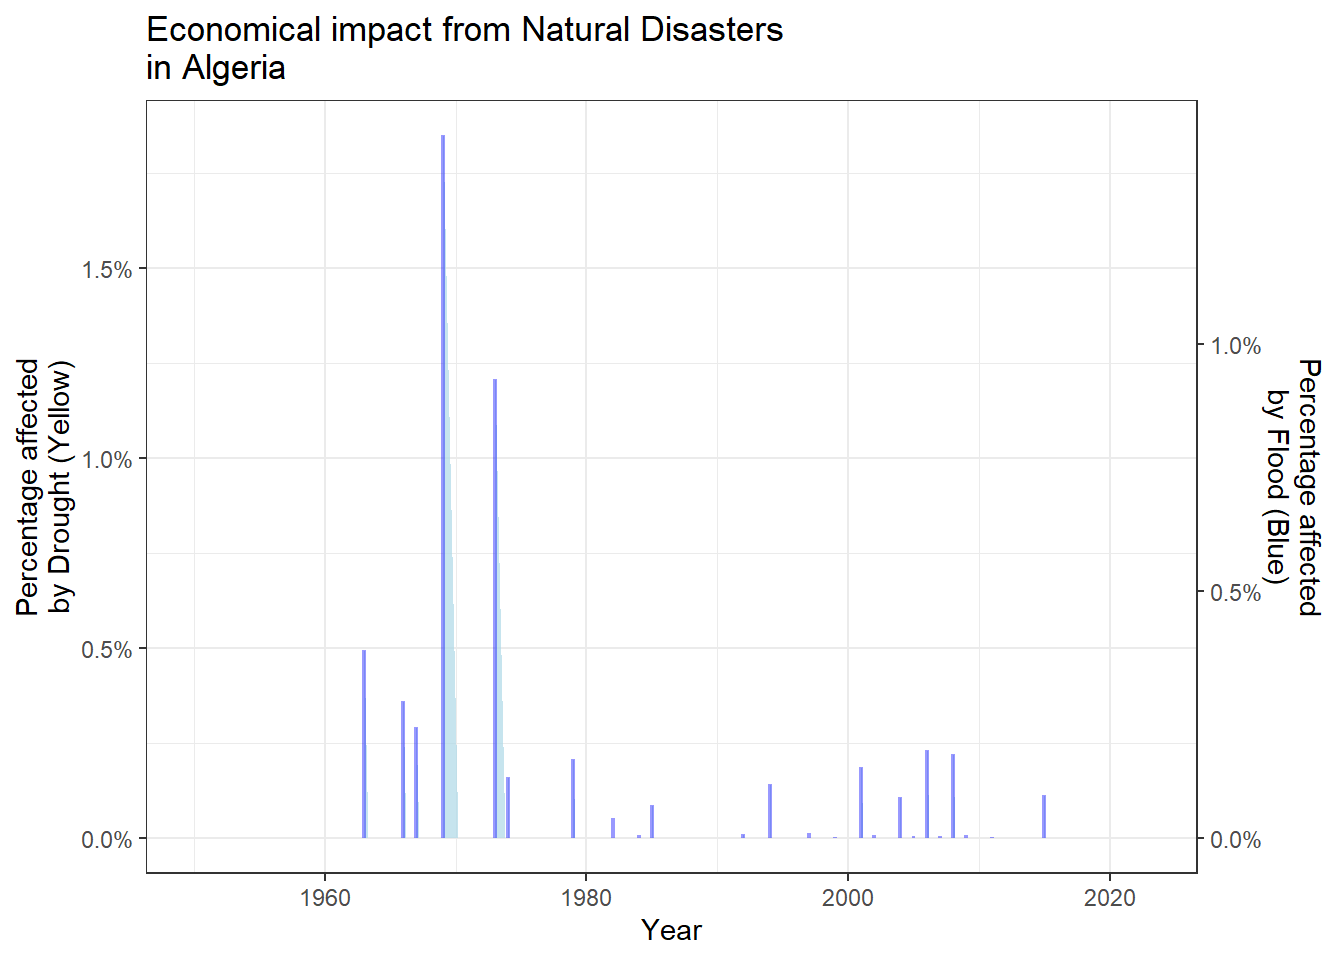 Economical impact from Natural Disasters
in Algeria
Percentage affected
by Drought (Yellow)
1.5%
1.0%
0.5%
0.0%
1.0%
0.5%
0.0%
Percentage affected
by Flood (Blue)
1960
1980
2000
2020
Year